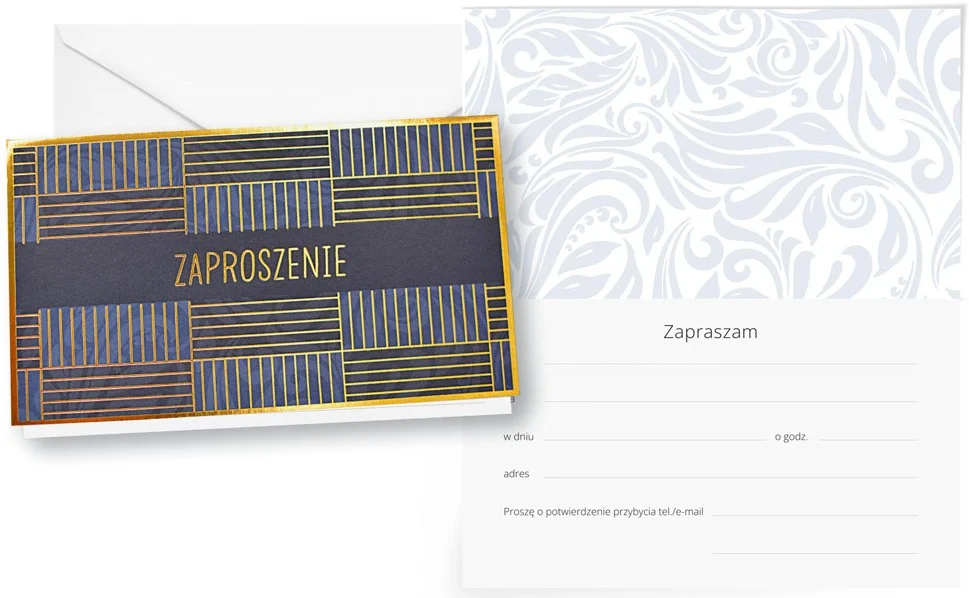 ZAPROSZENIE
Zapraszam
w dniu o godz.
adres
Proszę o potwierdzenie przybycia tel./e-mail